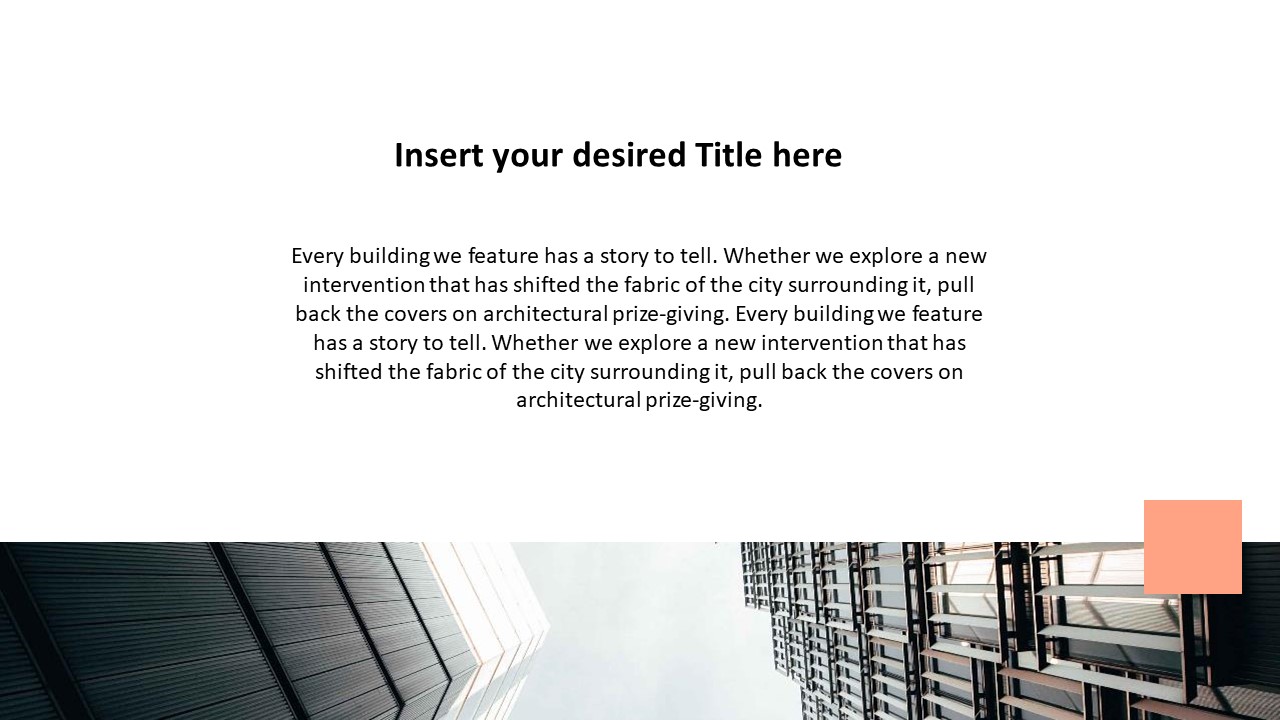 Insert your desired Title here
Every building we feature has a story to tell. Whether we explore a new
intervention that has shifted the fabric of the city surrounding it, pull
back the covers on architectural prize-giving. Every building we feature
has a story to tell. Whether we explore a new intervention that has
shifted the fabric of the city surrounding it, pull back the covers on
architectural prize-giving.